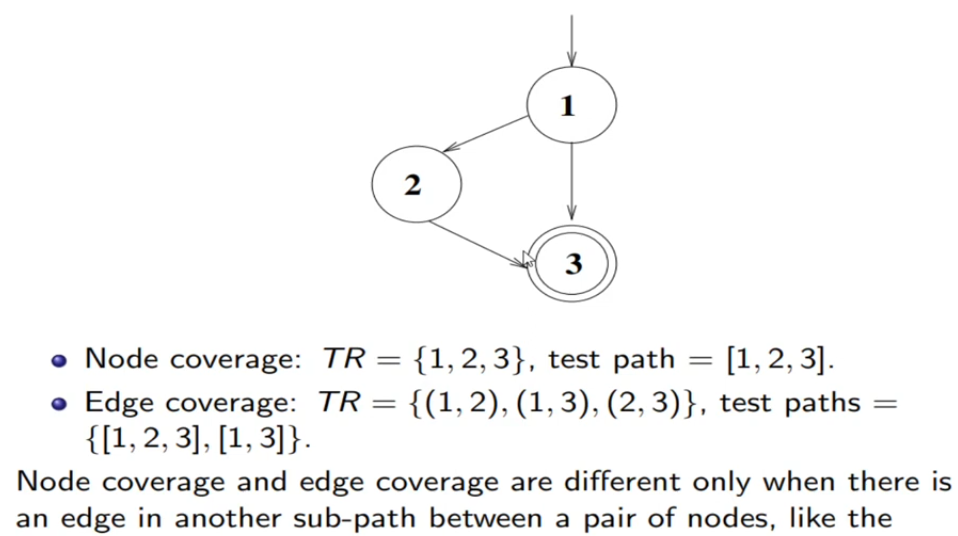 1
2
3
Node coverage: TR = {1, 2, 3}, test path = [1, 2, 3].
Edge coverage: TR = {(1, 2), (1, 3), (2, 3)}, test paths =
{[1, 2, 3], [1, 3]}.
Node coverage and edge coverage are different only when there is
an edge in another sub-path between a pair of nodes, like the